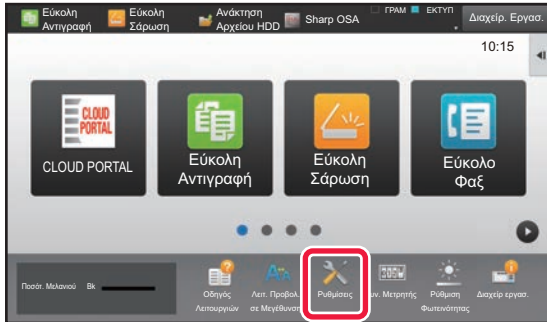 Εύκολη
Αντιγραφή
Εύκολη
Σάρωση
Ανάκτηση
Αρχείου HDD
Sharp OSA
ΓΡΑΜ
ΕΚΤΥΠ
Διαχείρ. Εργασ.
10:15
CLOUD
PORTAL
CLOUD PORTAL
Εύκολη
Αντιγραφή
Εύκολη
Σάρωση
Εύκολο
Φαξ
Ποσότ. Μελανιού Bk
Οδηγός
Λειτουργιών
Λειτ. Προβολ.
σε Μεγέθυνση
Ρυθμίσεις
Μετρητής
Ρύθμιση
Φωτεινότητας
Διαχείρ εργασ.